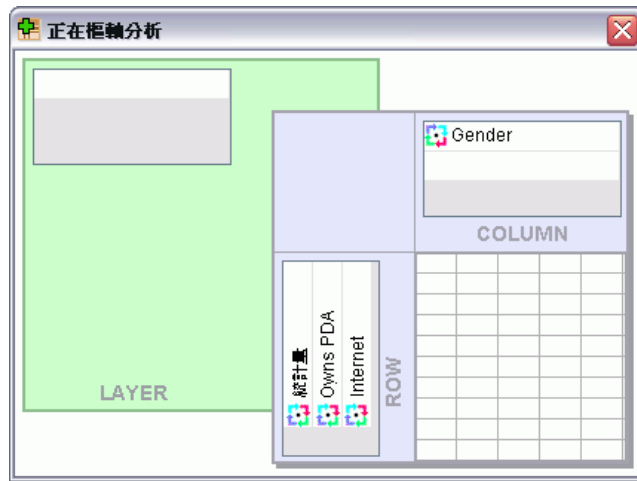 正在樞軸分析
Gender
COLUMN
統計量
Owns PDA
Internet
ROW
LAYER